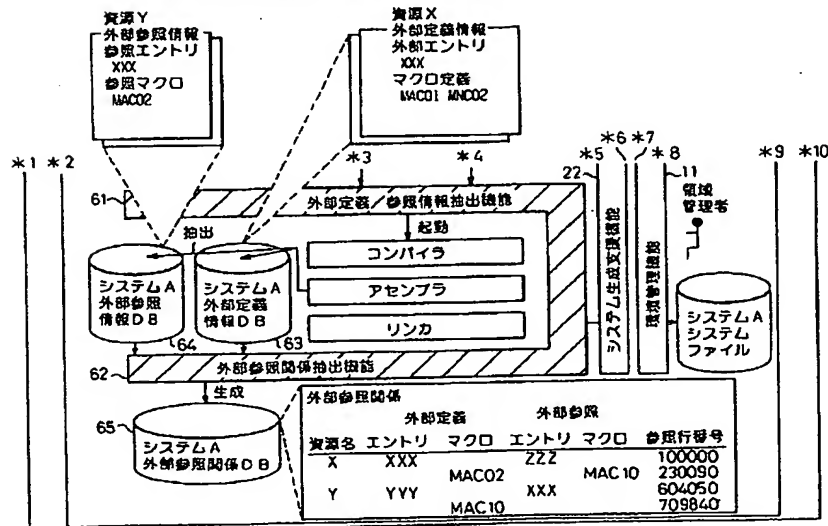 資源Y
外部参照情報
参照エントリ
XXX
参照マクロ
MAC02
資源X
外部定義情報
外部エントリ
XXX
マクロ定義
MAC01 MNC02
*1
*2
*3
*4
*5
*6
*7
*8
*9
*10
22
11
領域
管理者
61
外部定義/参照情報抽出機能
抽出
起動
コンパイラ
アセンブラ
リンカ
システムA
外部参照
情報DB
64
システムA
外部定義
情報DB
63
システム生成支援機能
環境管理機能
システムA
システム
ファイル
62
外部参照関係抽出機能
生成
65
システムA
外部参照関係DB
外部参照関係
外部定義 外部参照
資源名 エントリ マクロ エントリ マクロ 参照行番号
X XXX ZZZ 100000
MAC02 MAC10 230090
Y YYY XXX 604050
MAC10 709840